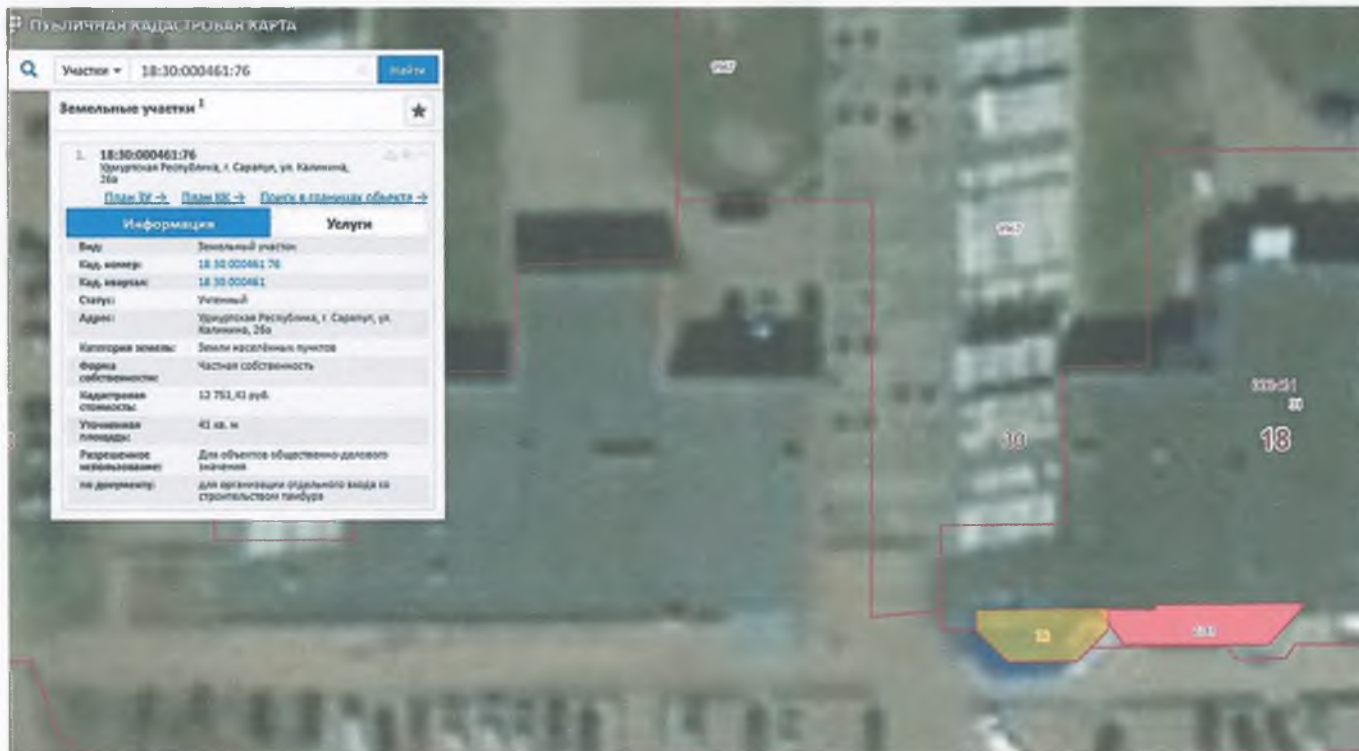 ПУБЛИЧНАЯ КАДАСТРОВАЯ КАРТА
Участки 18:30:000461:76 Найти
Земельные участки 1
1. 18:30:000461:76
Удмуртская Республика, г. Сарапул, ул. Калинина,
26а
План ЗУ → План КК → Поиск в границах объекта →
Информация Услуги
Вид: Земельный участок
Кад. номер: 18:30:000461:76
Кад. квартал: 18:30:000461
Статус: Учтенный
Адрес: Удмуртская Республика, г. Сарапул, ул.
Калинина, 26а
Категория земель: Земли населённых пунктов
Форма
собственности: Частная собственность
Кадастровая
стоимость: 12 751,41 руб.
Уточненная
площадь: 41 кв. м
Разрешенное
использование: Для объектов общественно-делового
значения
по документу: для организации отдельного входа со
строительством тамбура
18